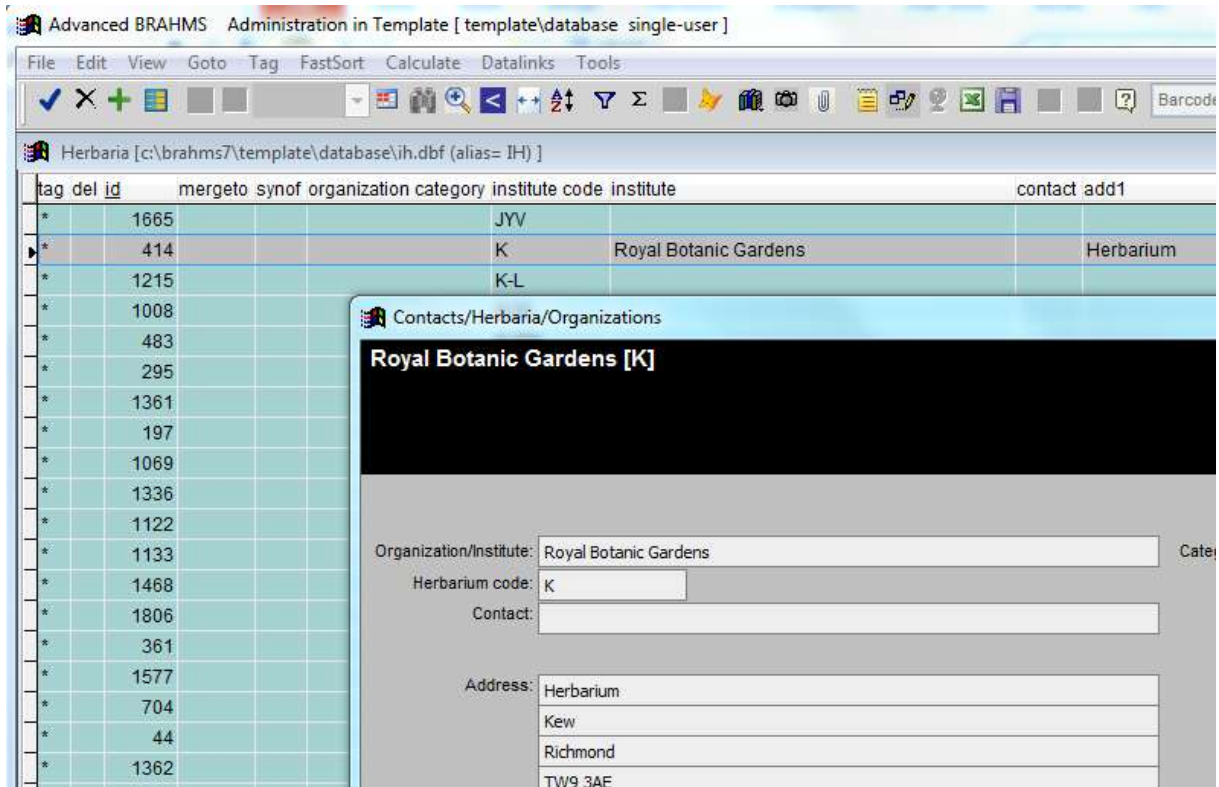 Advanced BRAHMS Administration in Template [ template\database single-user ]
File Edit View Goto Tag FastSort Calculate Datalinks Tools
Barcode
Herbaria [c:\brahms7\template\database\ih.dbf (alias= IH) ]
tag del id mergeto synof organization category institute code institute contact add1
* 1665 JYV
* 414 K Royal Botanic Gardens Herbarium
* 1215 K-L
* 1008
* 483
* 295
* 1361
* 197
* 1069
* 1336
* 1122
* 1133
* 1468
* 1806
* 361
* 1577
* 704
* 44
* 1362
Contacts/Herbaria/Organizations
Royal Botanic Gardens [K]
Organization/Institute: Royal Botanic Gardens
Categ
Herbarium code: K
Contact:
Address: Herbarium
Kew
Richmond
TW9 3AE